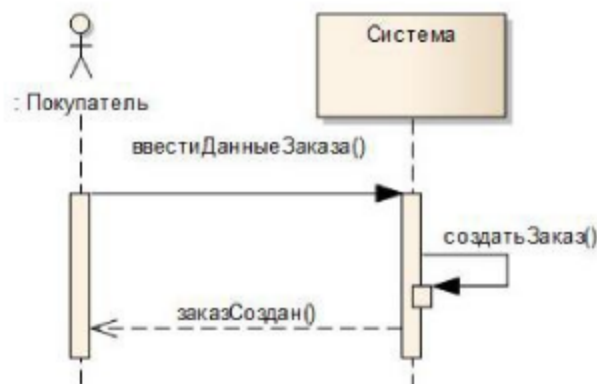 Система
: Покупатель
ввестиДанныеЗаказа()
создатьЗаказ()
заказСоздан()